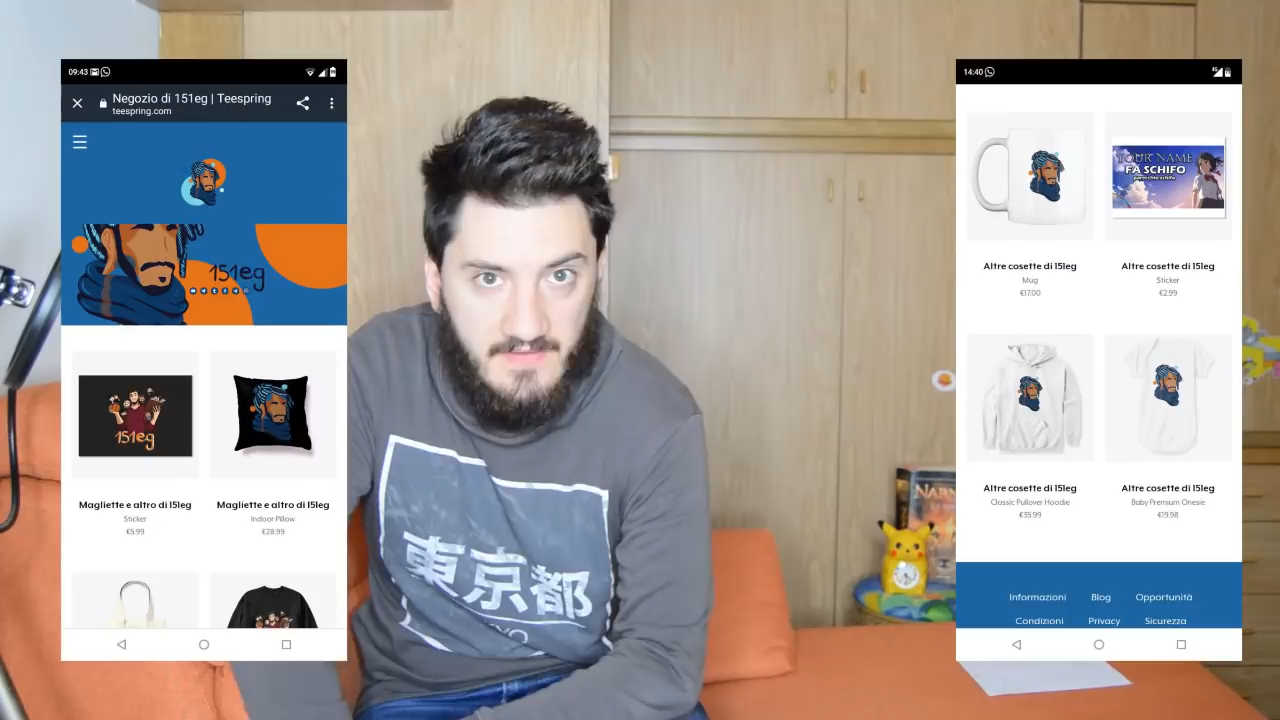 09:43
Negozio di 151eg | Teespring
teespring.com
151eg
151eg
Magliette e altro di 151eg
Sticker
€5.99
Magliette e altro di 151eg
Indoor Pillow
€28.99
東京都
NARN
14:40
4G
YOUR NAME
FA SCHIFO
parecchio schifo
Altre cosette di 151eg
Mug
€17.00
Altre cosette di 151eg
Sticker
€2.99
Altre cosette di 151eg
Classic Pullover Hoodie
€35.99
Altre cosette di 151eg
Baby Premium Onesie
€19.98
Informazioni
Blog
Opportunità
Condizioni
Privacy
Sicurezza